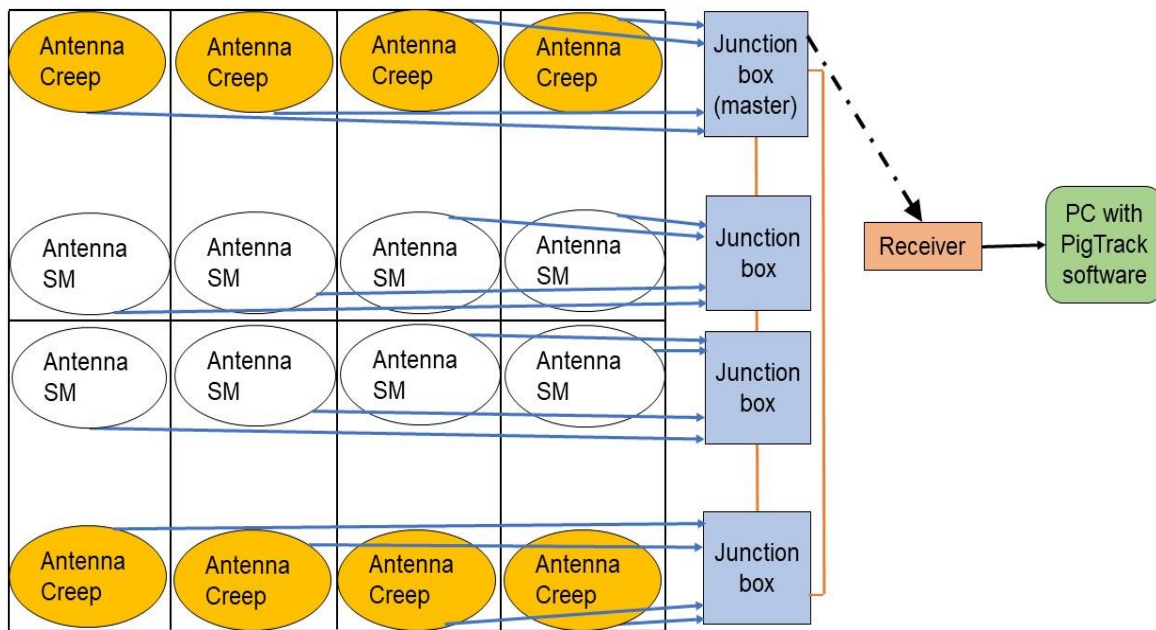 Antenna
Creep
Antenna
Creep
Antenna
Creep
Antenna
Creep
Junction
box
(master)
Antenna
SM
Antenna
SM
Antenna
SM
Antenna
SM
Junction
box
Receiver
PC with
PigTrack
software
Antenna
SM
Antenna
SM
Antenna
SM
Antenna
SM
Junction
box
Antenna
Creep
Antenna
Creep
Antenna
Creep
Antenna
Creep
Junction
box